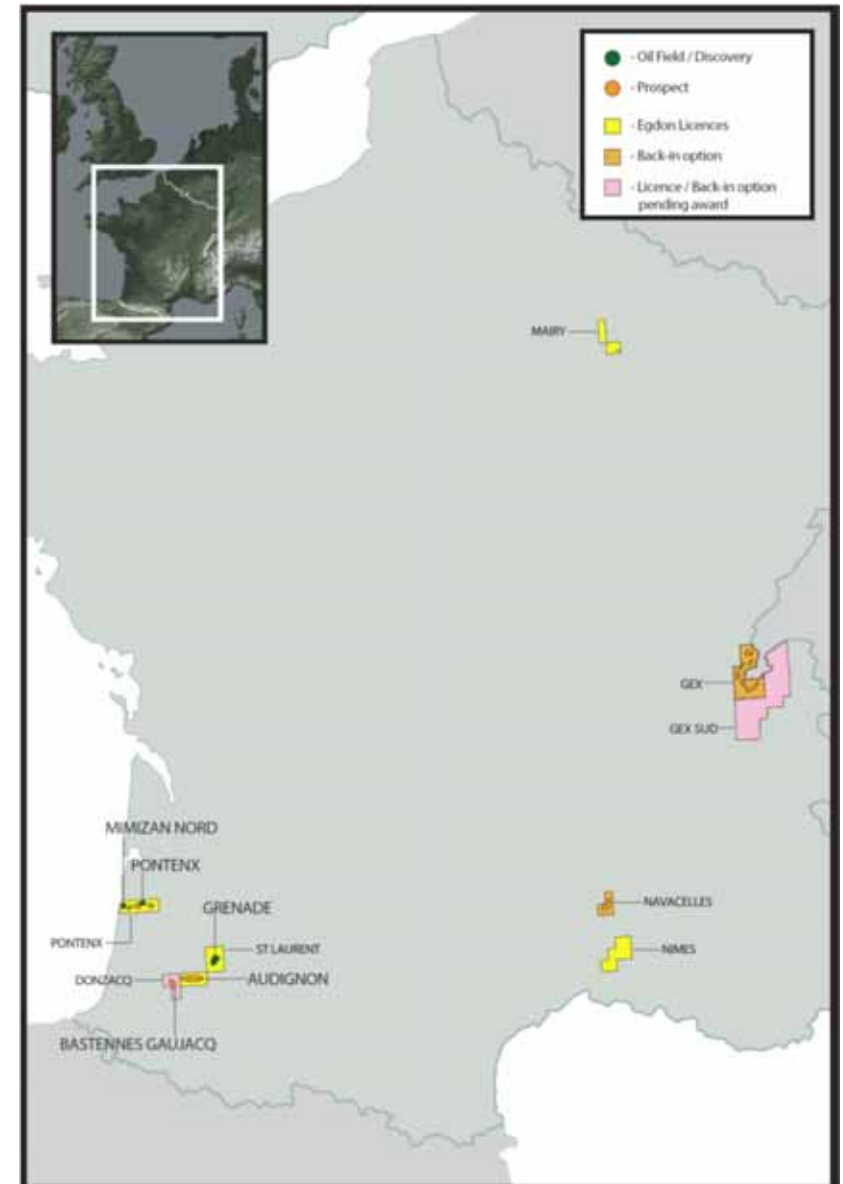 - Oil Field / Discovery
- Prospect
- Egdon Licences
- Back-in option
- Licence / Back-in option
pending award
MAIRY
GEX
GEX SUD
MIMIZAN NORD
PONTENX
GRENADE
NAVACELLES
PONTENX
ST LAURENT
NIMES
DONZACQ
AUDIGNON
BASTENNES GAUJACQ